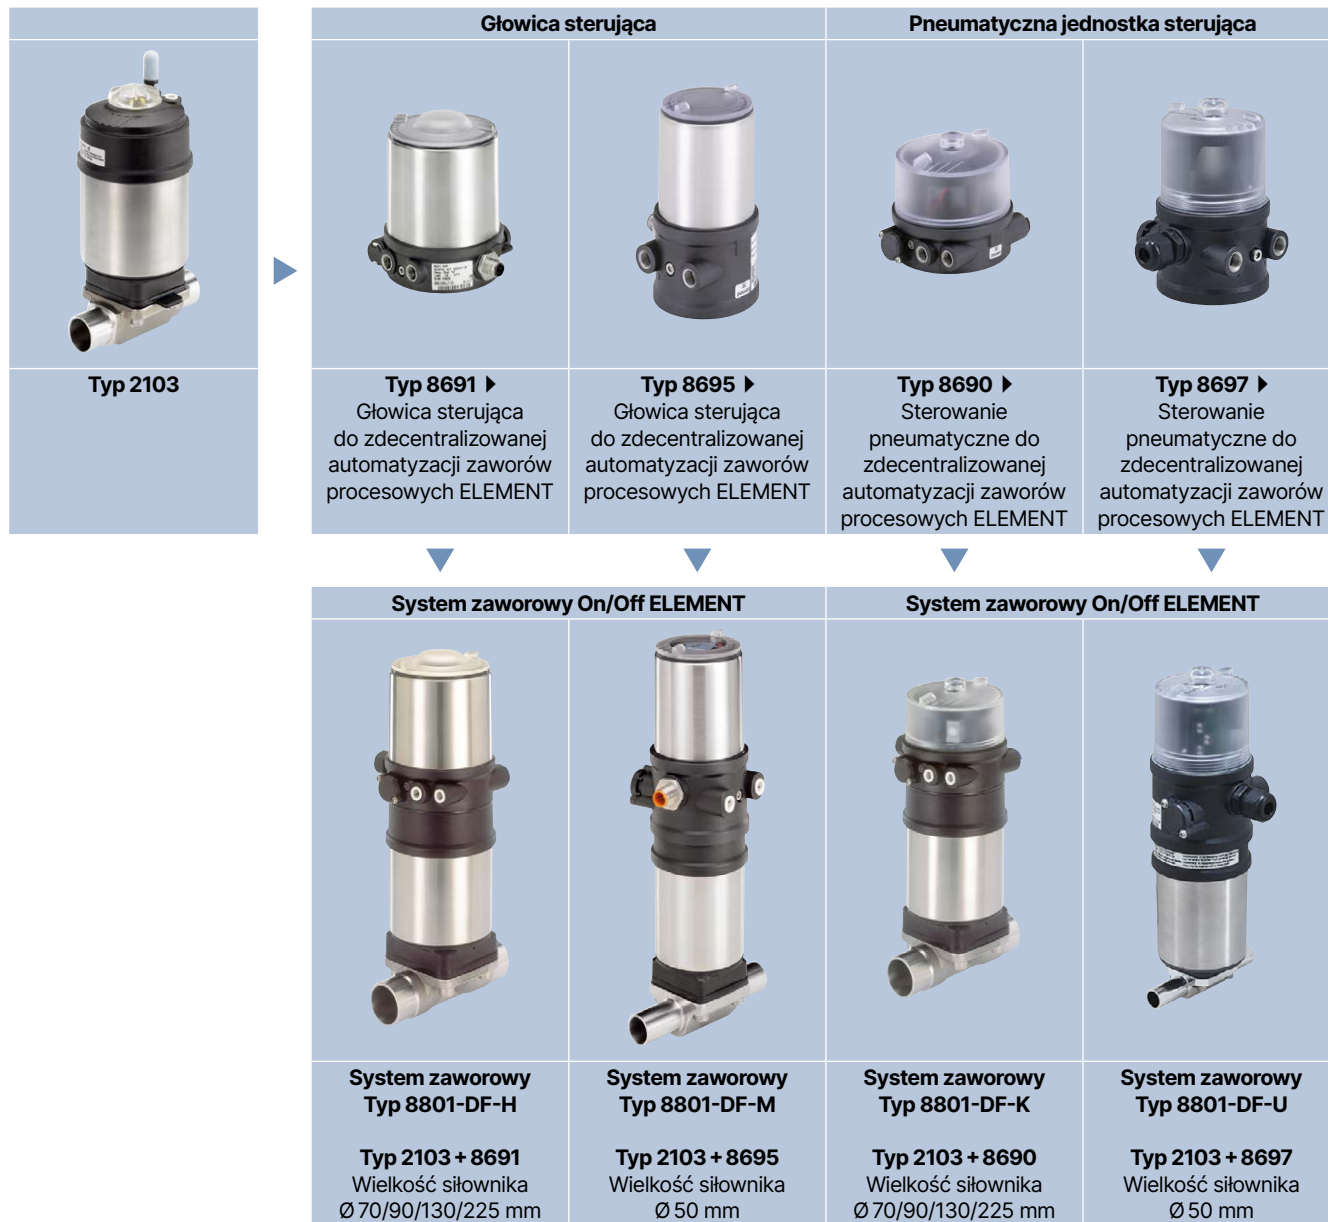 Głowica sterująca
Pneumatyczna jednostka sterująca
Typ 2103
Typ 8691
Głowica sterująca
do zdecentralizowanej
automatyzacji zaworów
procesowych ELEMENT
Typ 8695
Głowica sterująca
do zdecentralizowanej
automatyzacji zaworów
procesowych ELEMENT
Typ 8690
Sterowanie
pneumatyczne do
zdecentralizowanej
automatyzacji zaworów
procesowych ELEMENT
Typ 8697
Sterowanie
pneumatyczne do
zdecentralizowanej
automatyzacji zaworów
procesowych ELEMENT
System zaworowy On/Off ELEMENT
System zaworowy On/Off ELEMENT
System zaworowy
Typ 8801-DF-H
Typ 2103 + 8691
Wielkość siłownika
Ø 70/90/130/225 mm
System zaworowy
Typ 8801-DF-M
Typ 2103 + 8695
Wielkość siłownika
Ø 50 mm
System zaworowy
Typ 8801-DF-K
Typ 2103 + 8690
Wielkość siłownika
Ø 70/90/130/225 mm
System zaworowy
Typ 8801-DF-U
Typ 2103 + 8697
Wielkość siłownika
Ø 50 mm